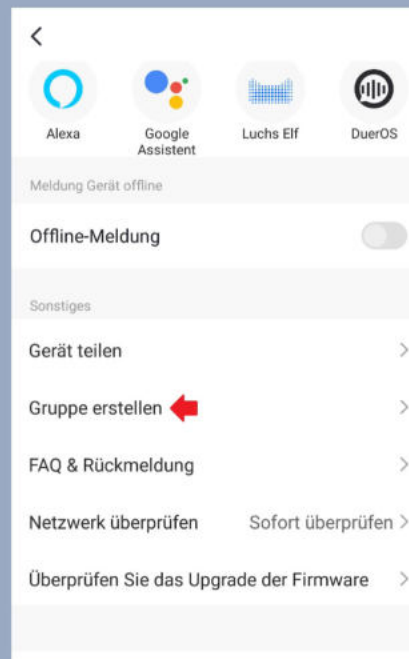 Alexa
Google
Assistent
Luchs Elf
DuerOS
Meldung Gerät offline
Offline-Meldung
Sonstiges
Gerät teilen
Gruppe erstellen
FAQ & Rückmeldung
Netzwerk überprüfen Sofort überprüfen
Überprüfen Sie das Upgrade der Firmware